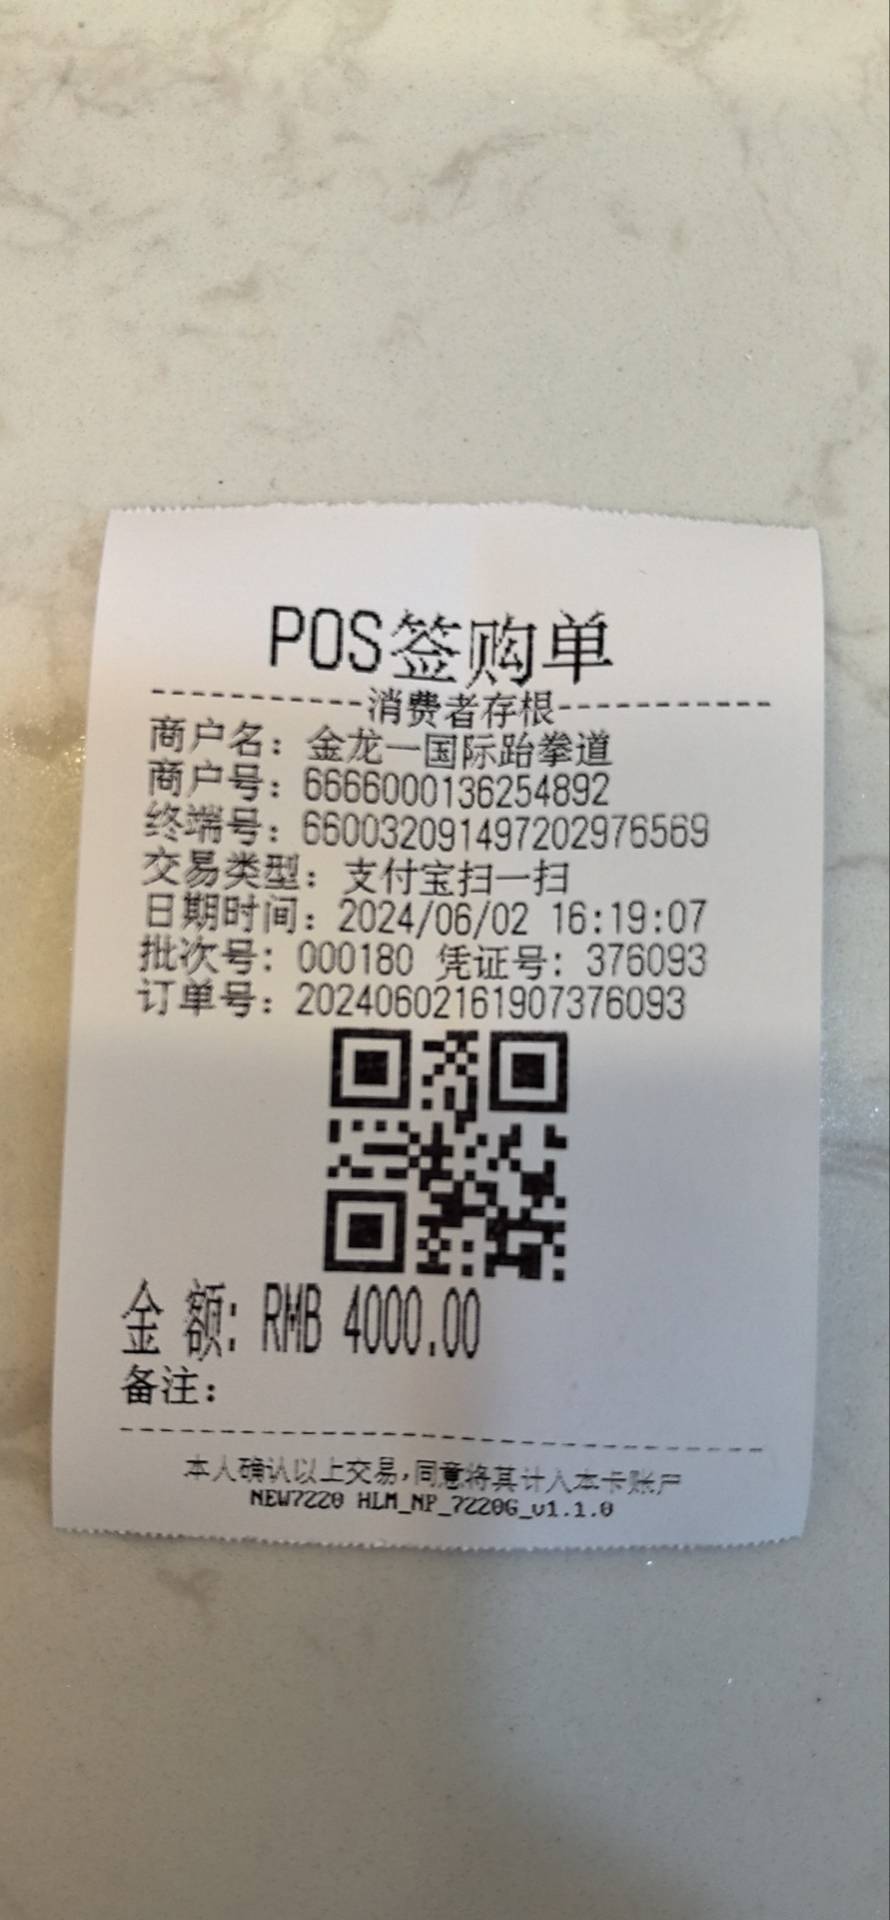 POS签购单
------------消费者存根------------
商户名：金龙一国际跆拳道
商户号：6666000136254892
终端号：660032091497202976569
交易类型：支付宝扫一扫
日期时间：2024/06/02 16:19:07
批次号：000180 凭证号：376093
订单号：20240602161907376093
金 额：RMB 4000.00
备注：
本人确认以上交易，同意将其计入本卡账户
NEW7220 HLM_NP_7220G_v1.1.0